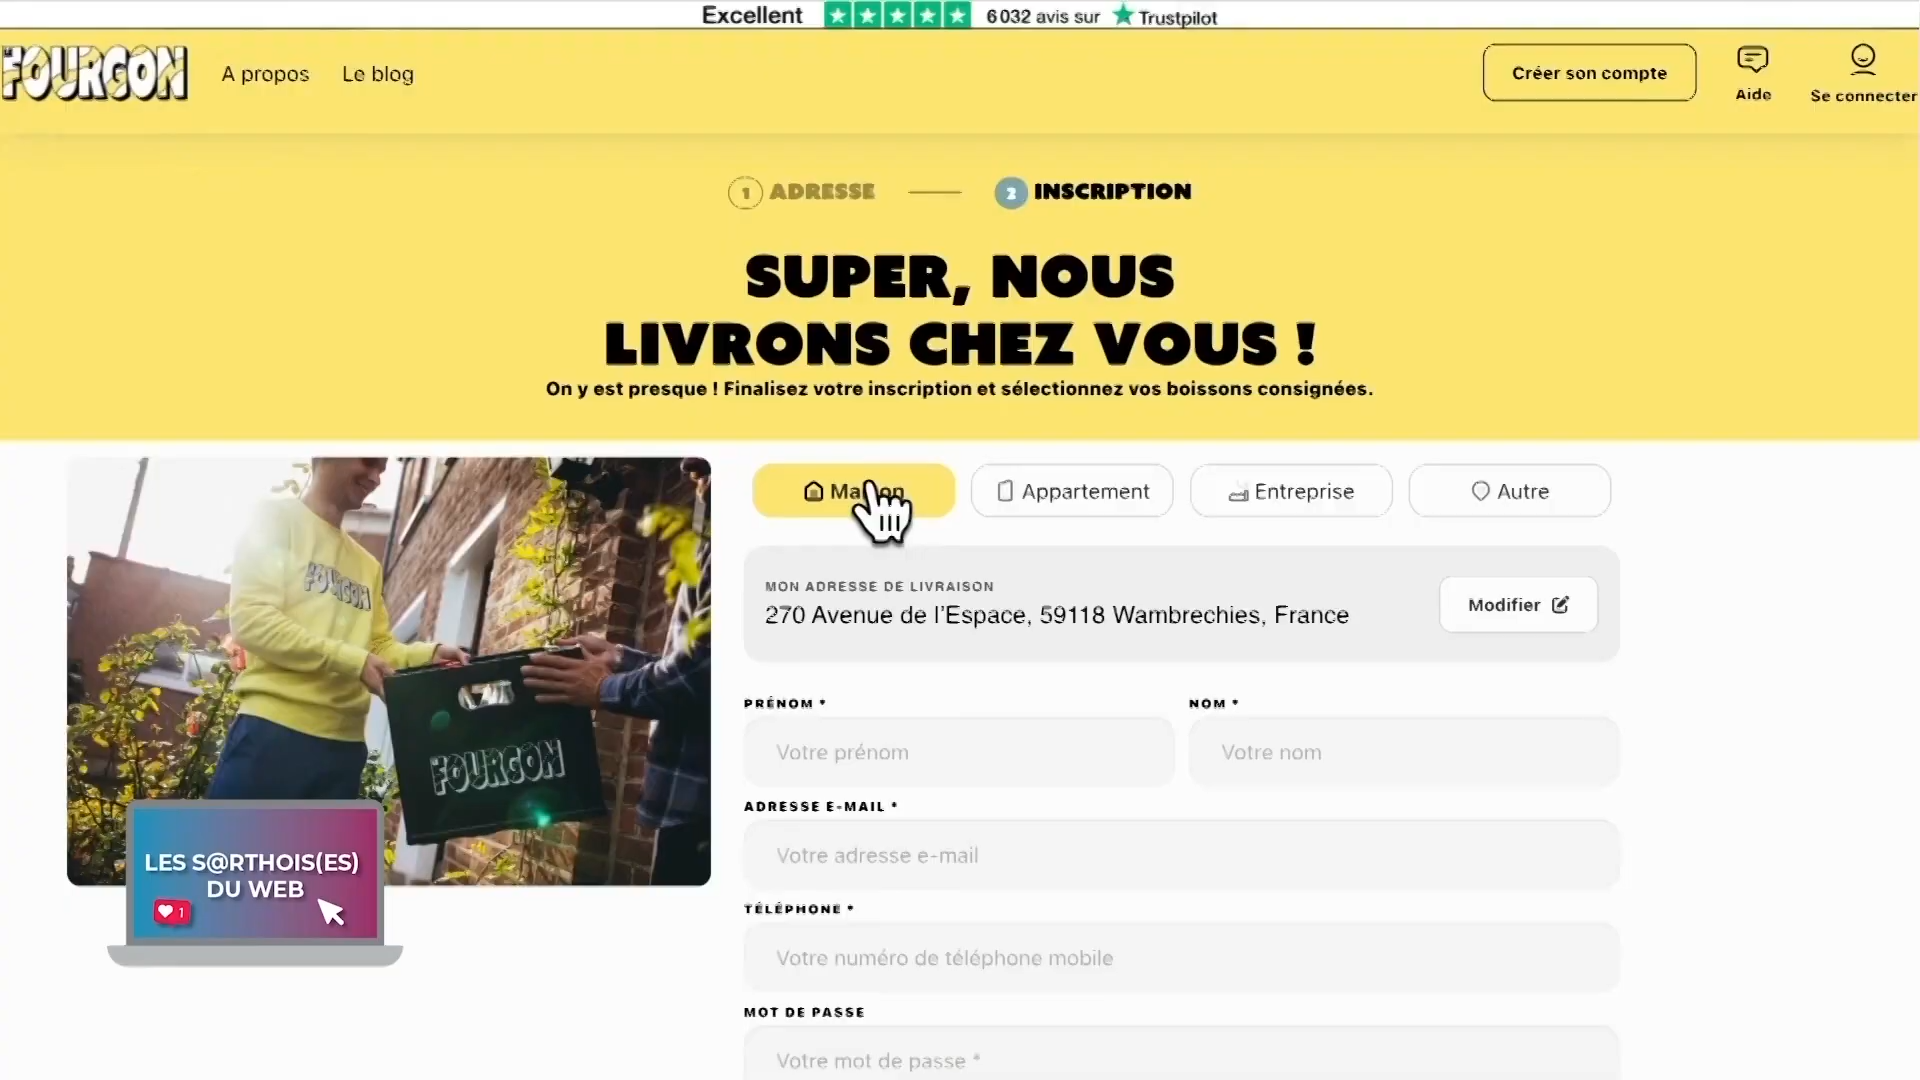 Excellent 6 032 avis sur Trustpilot
LE FOURGON
A propos
Le blog
Créer son compte
Aide
Se connecter
1 ADRESSE
2 INSCRIPTION
SUPER, NOUS
LIVRONS CHEZ VOUS !
On y est presque ! Finalisez votre inscription et sélectionnez vos boissons consignées.
Appartement
Entreprise
Autre
MON ADRESSE DE LIVRAISON
270 Avenue de l'Espace, 59118 Wambrechies, France
Modifier
PRÉNOM *
NOM *
Votre prénom
Votre nom
ADRESSE E-MAIL *
Votre adresse e-mail
TÉLÉPHONE *
Votre numéro de téléphone mobile
MOT DE PASSE
Votre mot de passe *
FOURGON
FOURGON
LES S@RTHOIS(ES)
DU WEB
1